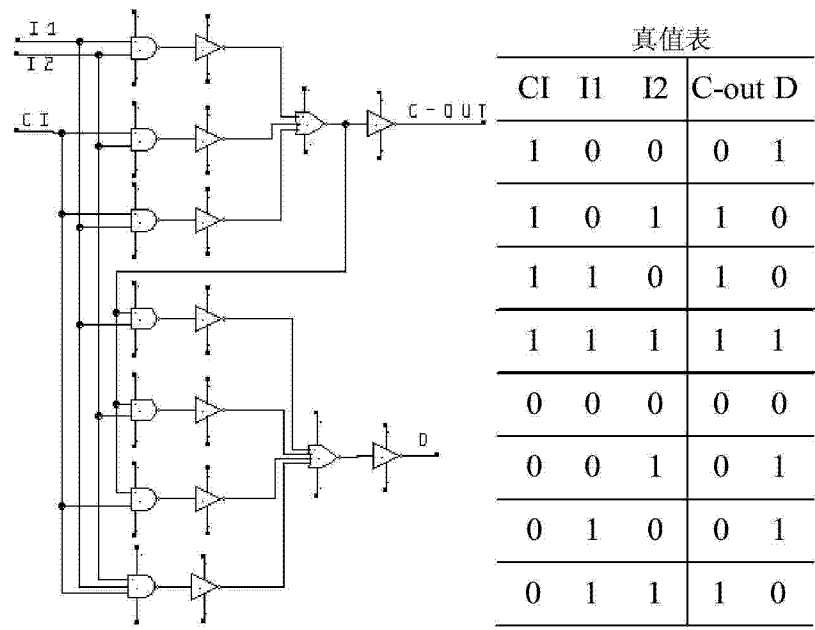 I1
I2
CI
C-OUT
D
真值表
CI I1 I2 C-out D
1 0 0 0 1
1 0 1 1 0
1 1 0 1 0
1 1 1 1 1
0 0 0 0 0
0 0 1 0 1
0 1 0 0 1
0 1 1 1 0